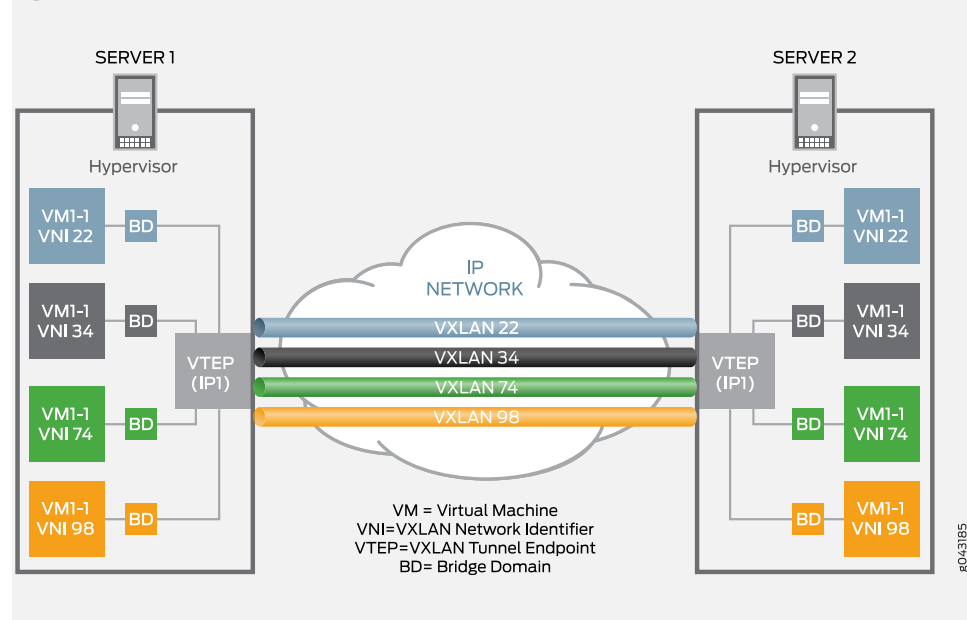 SERVER 1
Hypervisor
VM1-1
VNI 22
BD
VM1-1
VNI 34
BD
VM1-1
VNI 74
BD
VM1-1
VNI 98
BD
VTEP
(IP1)
IP
NETWORK
VXLAN 22
VXLAN 34
VXLAN 74
VXLAN 98
SERVER 2
Hypervisor
VTEP
(IP1)
BD
VM1-1
VNI 22
BD
VM1-1
VNI 34
BD
VM1-1
VNI 74
BD
VM1-1
VNI 98
VM = Virtual Machine
VNI=VXLAN Network Identifier
VTEP=VXLAN Tunnel Endpoint
BD= Bridge Domain
g043185